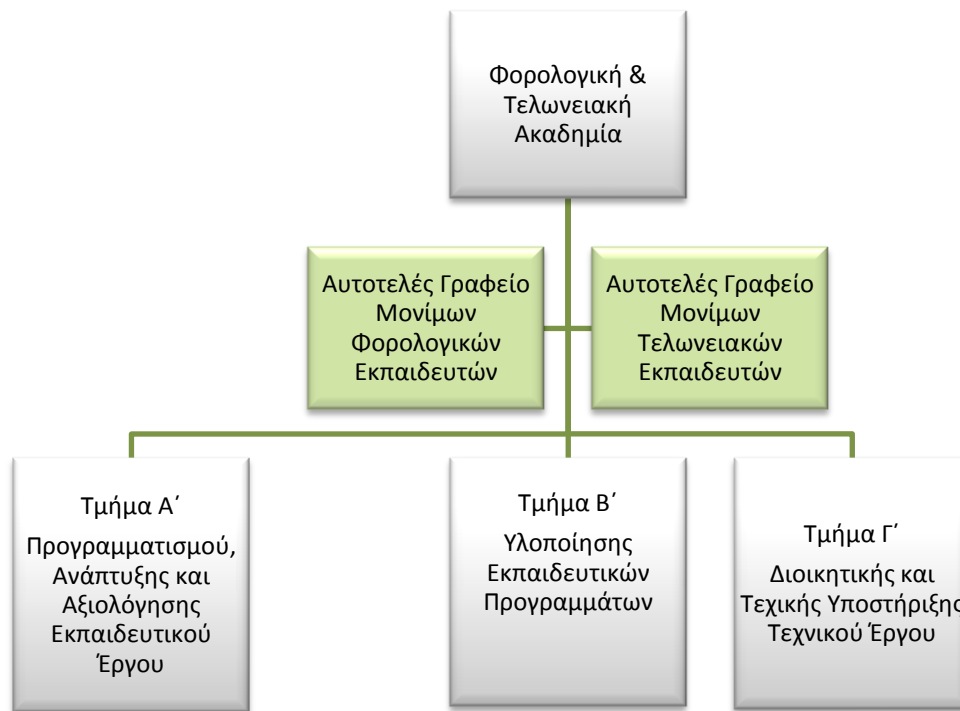 Φορολογική &
Τελωνειακή
Ακαδημία
Αυτοτελές Γραφείο
Μονίμων
Φορολογικών
Εκπαιδευτών
Αυτοτελές Γραφείο
Μονίμων
Τελωνειακών
Εκπαιδευτών
Τμήμα Α΄
Προγραμματισμού,
Ανάπτυξης και
Αξιολόγησης
Εκπαιδευτικού
Έργου
Τμήμα Β΄
Υλοποίησης
Εκπαιδευτικών
Προγραμμάτων
Τμήμα Γ΄
Διοικητικής και
Τεχικής Υποστήριξης
Τεχνικού Έργου